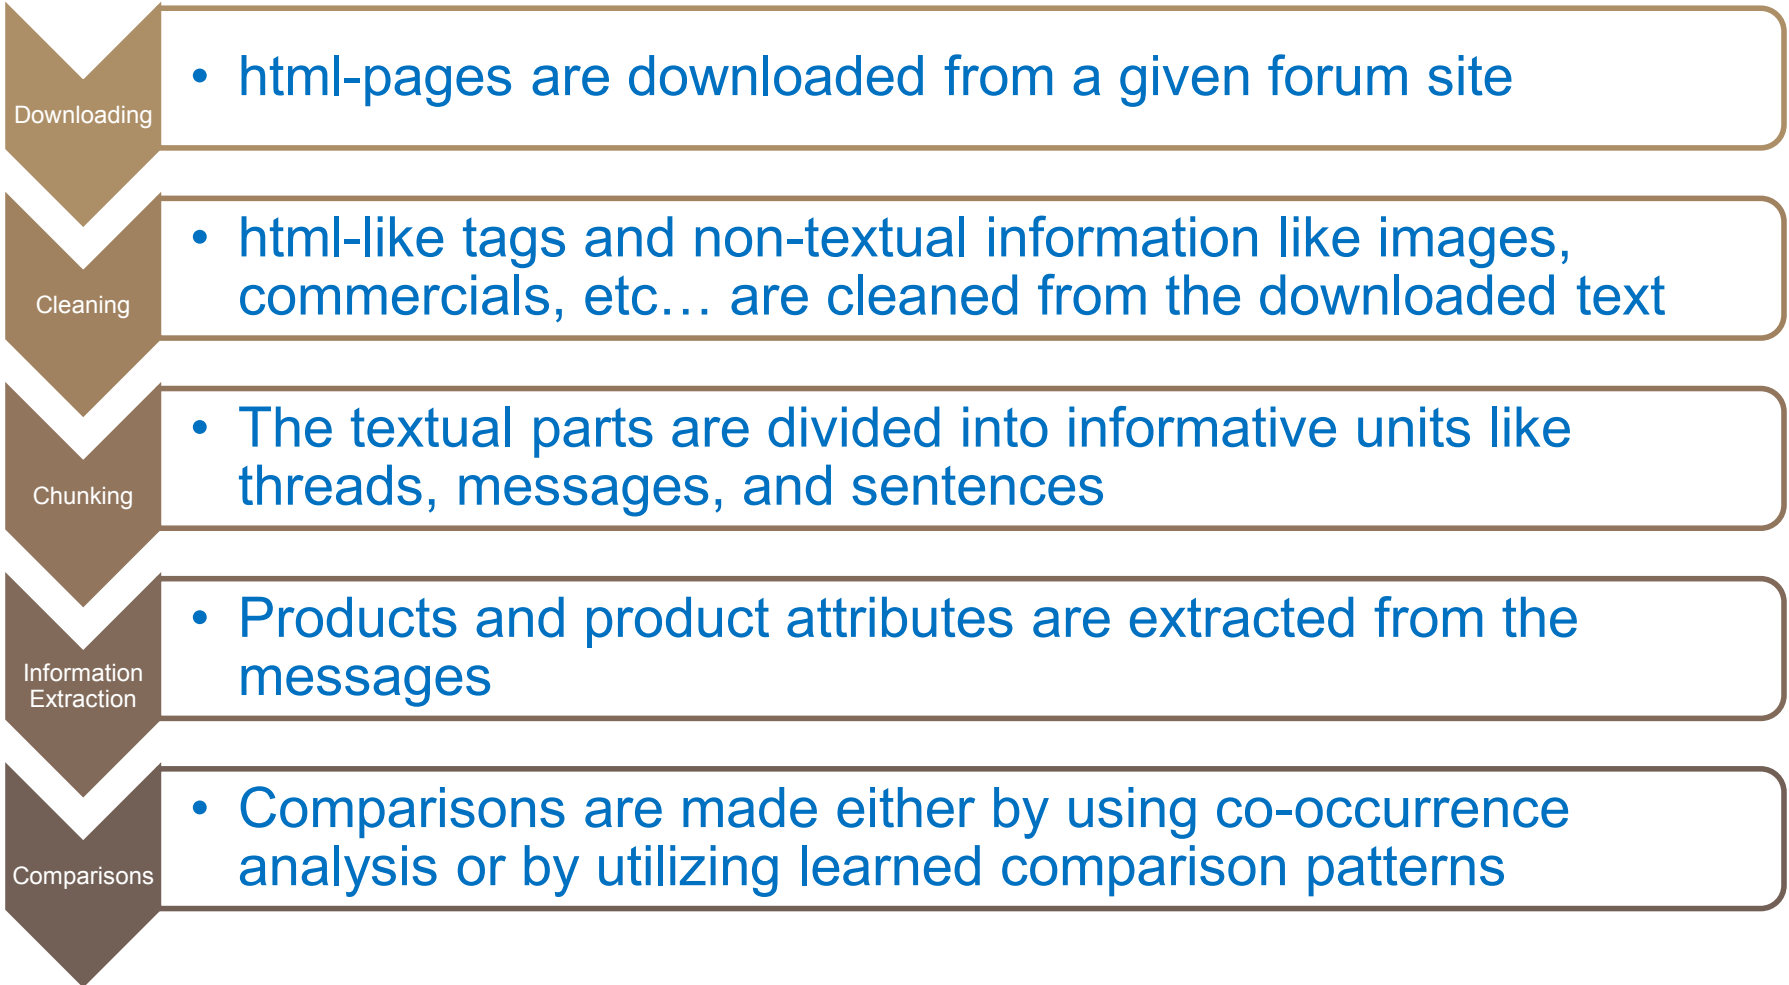 Downloading
• html-pages are downloaded from a given forum site
Cleaning
• html-like tags and non-textual information like images,
commercials, etc… are cleaned from the downloaded text
Chunking
• The textual parts are divided into informative units like
threads, messages, and sentences
Information
Extraction
• Products and product attributes are extracted from the
messages
Comparisons
• Comparisons are made either by using co-occurrence
analysis or by utilizing learned comparison patterns